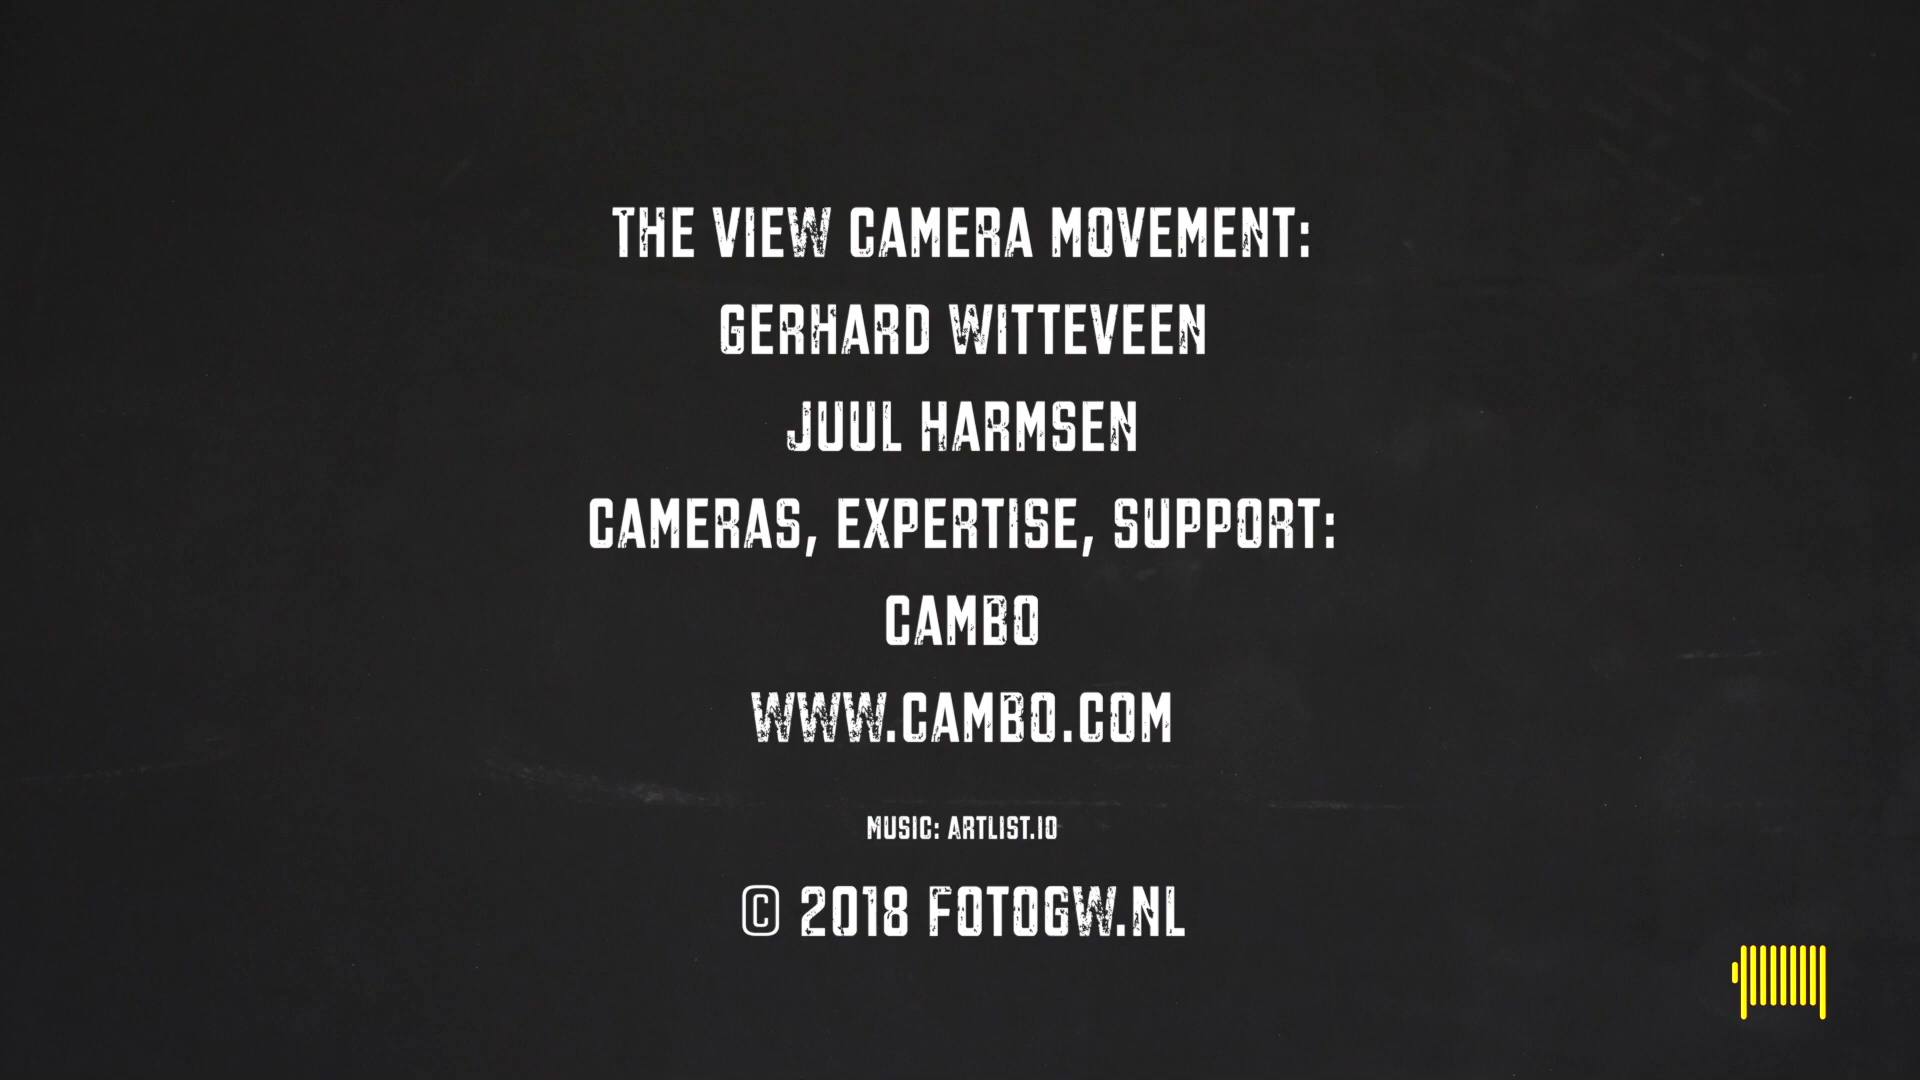 THE VIEW CAMERA MOVEMENT:
GERHARD WITTEVEEN
JUUL HARMSEN
CAMERAS, EXPERTISE, SUPPORT:
CAMBO
WWW.CAMBO.COM
MUSIC: ARTLIST.IO
© 2018 FOTOGW.NL